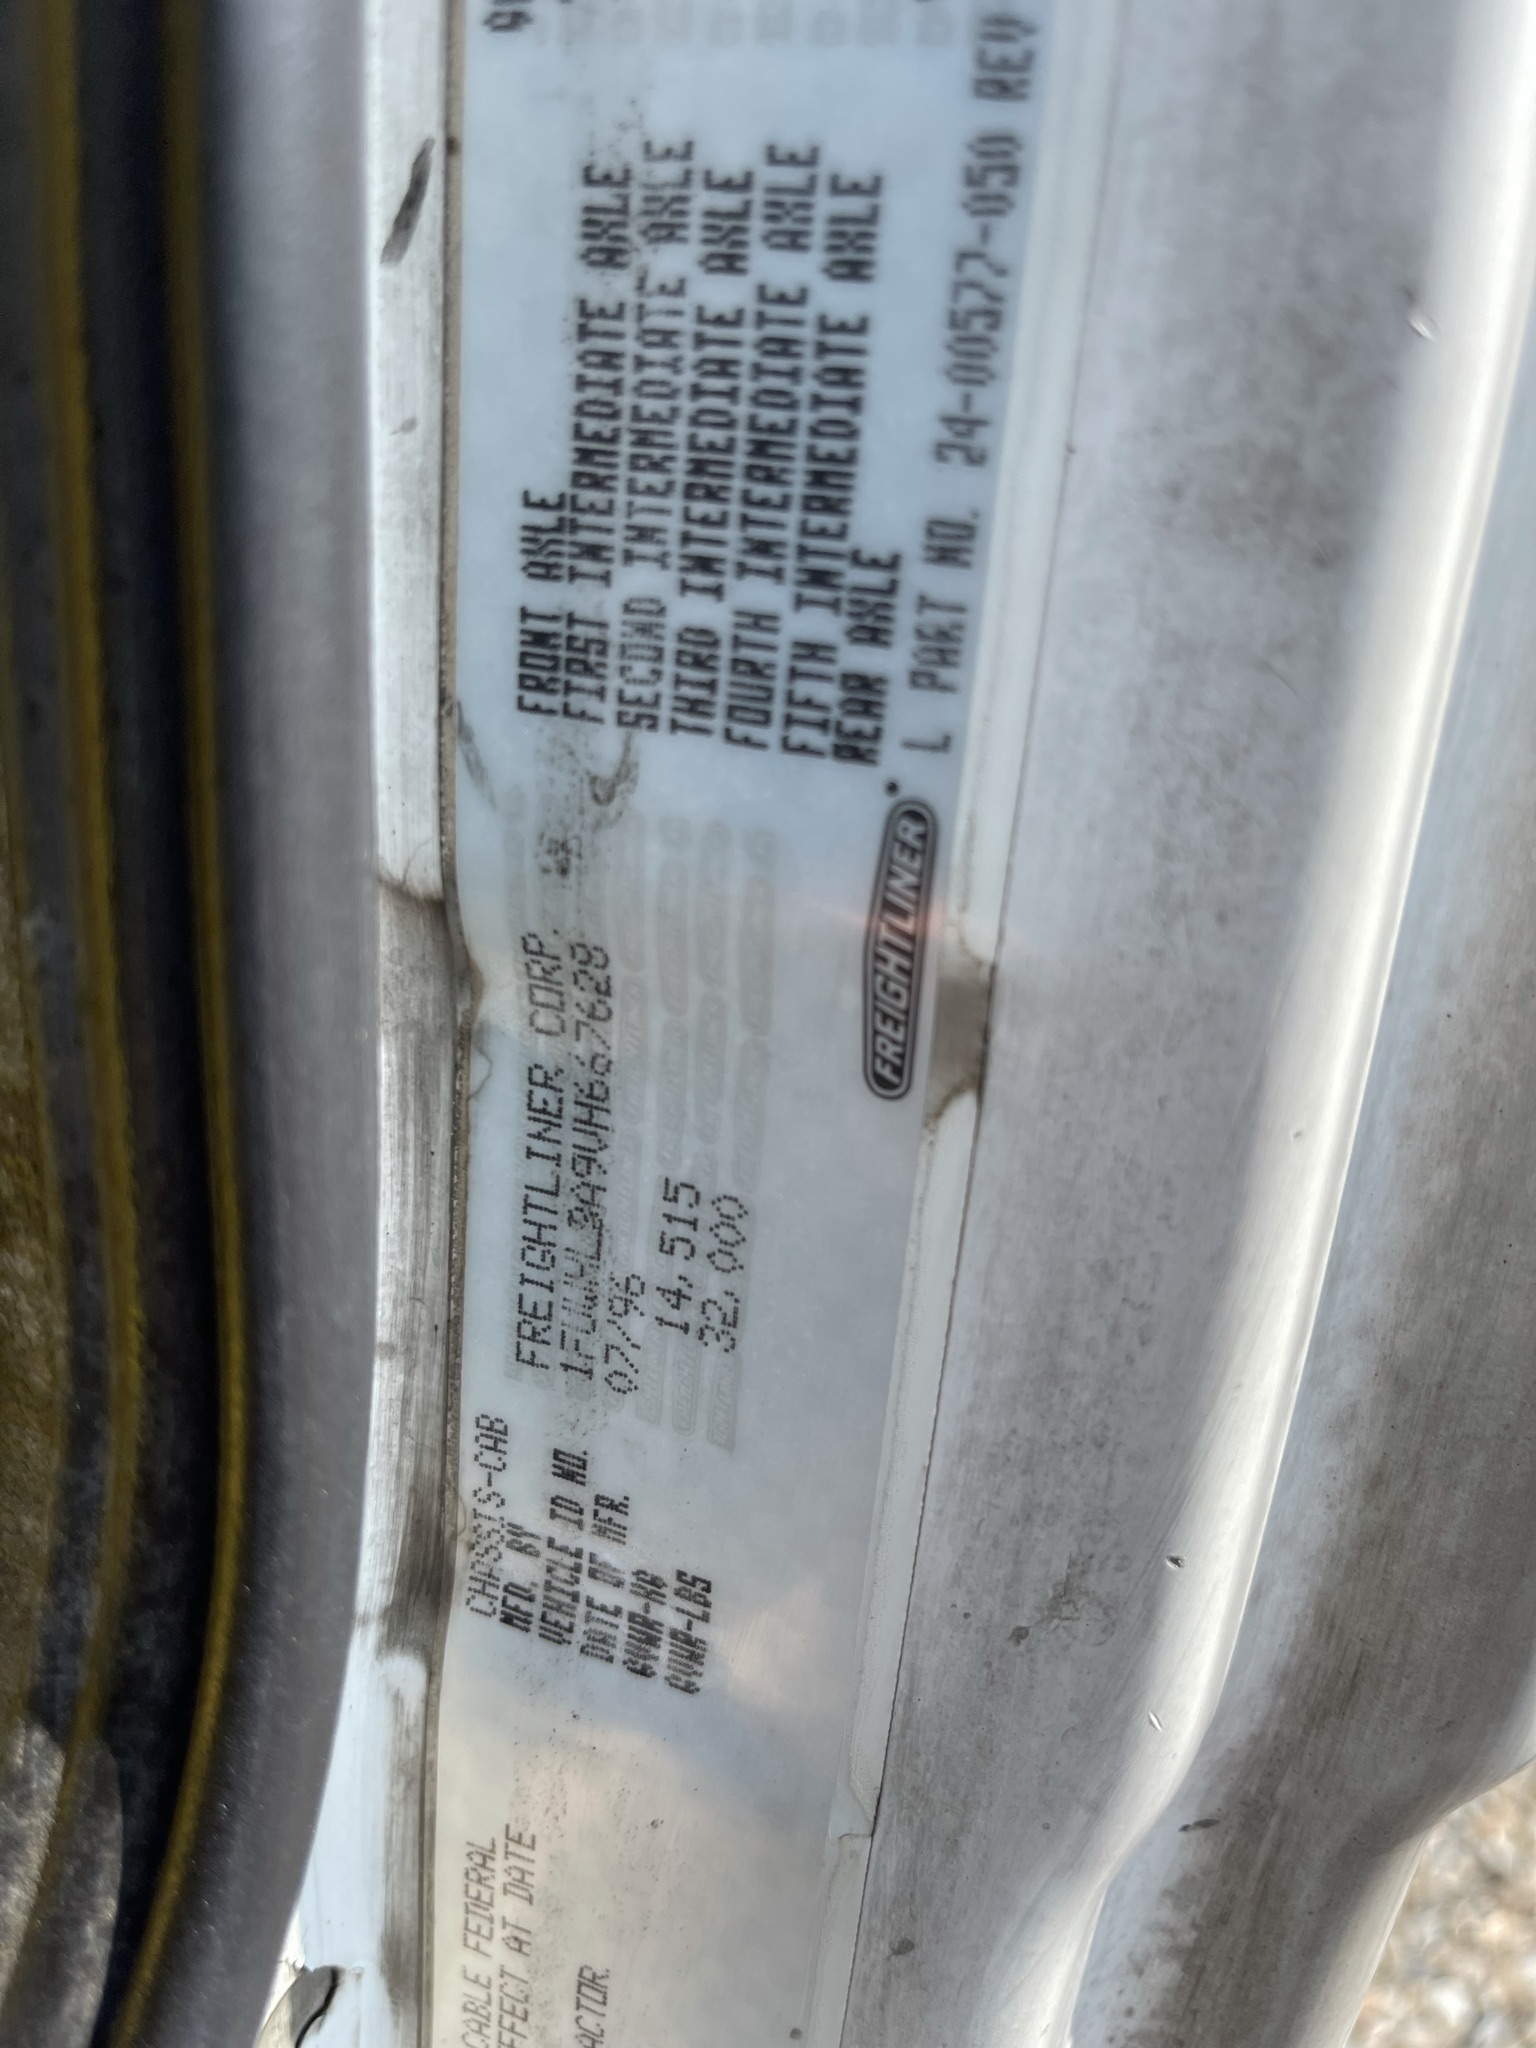 CABLE FEDERAL
EFFECT AT DATE
ACTOR.
CHASSIS-CAB
MFD. BY FREIGHTLINER CORP.
VEHICLE ID NO.
DATE OF MFR. 07/96
GVWR-KG 14,515
GVWR-LBS 32,000
FREIGHTLINER
FRONT AXLE
FIRST INTERMEDIATE AXLE
SECOND INTERMEDIATE AXLE
THIRD INTERMEDIATE AXLE
FOURTH INTERMEDIATE AXLE
FIFTH INTERMEDIATE AXLE
REAR AXLE
L PART NO. 24-00577-050 REV